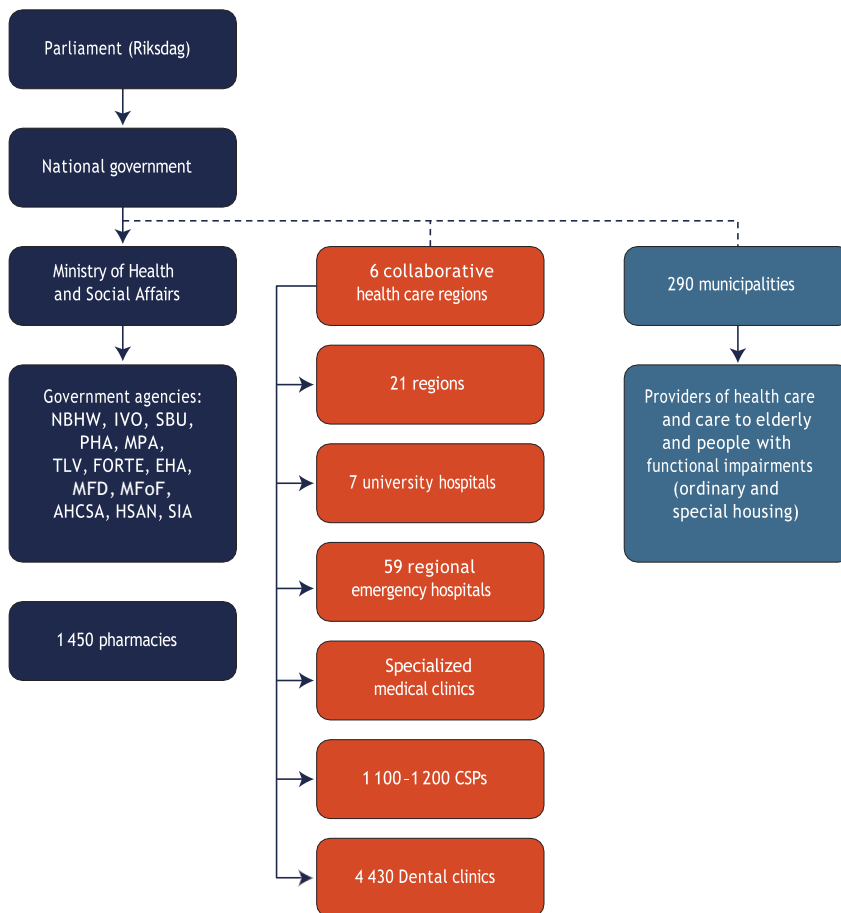 Parliament (Riksdag)
National government
Ministry of Health
and Social Affairs
Government agencies:
NBHW, IVO, SBU,
PHA, MPA,
TLV, FORTE, EHA,
MFD, MFoF,
AHCSA, HSAN, SIA
1 450 pharmacies
6 collaborative
health care regions
21 regions
7 university hospitals
59 regional
emergency hospitals
Specialized
medical clinics
1 100–1 200 CSPs
4 430 Dental clinics
290 municipalities
Providers of health care
and care to elderly
and people with
functional impairments
(ordinary and
special housing)